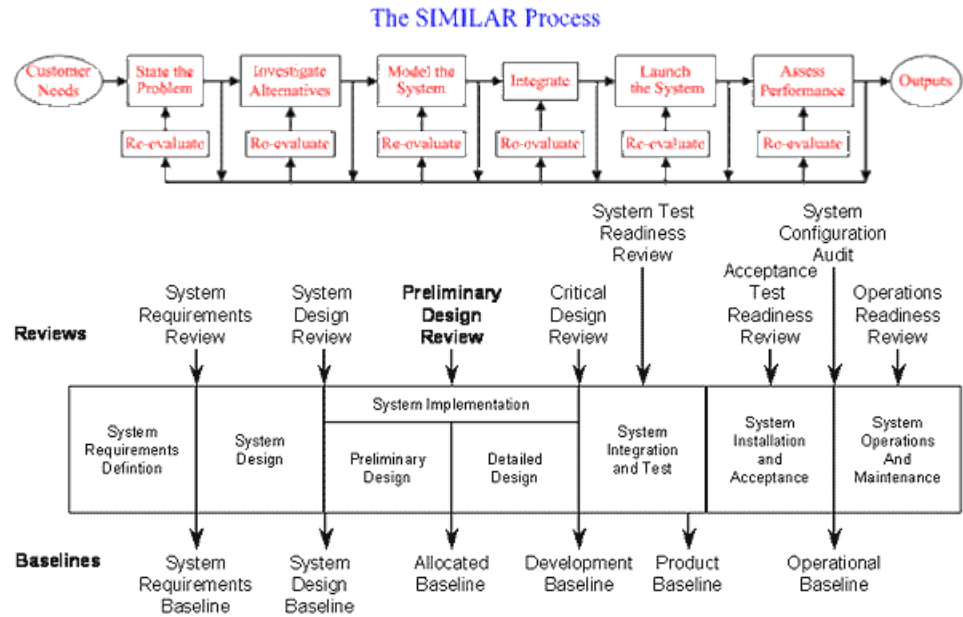 The SIMILAR Process
Customer
Needs
State the
Problem
Investigate
Alternatives
Model the
System
Integrate
Launch
the System
Assess
Performance
Outputs
Re-evaluate
Re-evaluate
Re-evaluate
Re-evaluate
Re-evaluate
Re-evaluate
System Test
Readiness
Review
System
Configuration
Audit
Reviews
System
Requirements
Review
System
Design
Review
Preliminary
Design
Review
Critical
Design
Review
Acceptance
Test
Readiness
Review
Operations
Readiness
Review
System
Requirements
Defintion
System
Design
System Implementation
Preliminary
Design
Detailed
Design
System
Integration
and Test
System
Installation
and
Acceptance
System
Operations
And
Maintenance
Baselines
System
Requirements
Baseline
System
Design
Baseline
Allocated
Baseline
Development
Baseline
Product
Baseline
Operational
Baseline